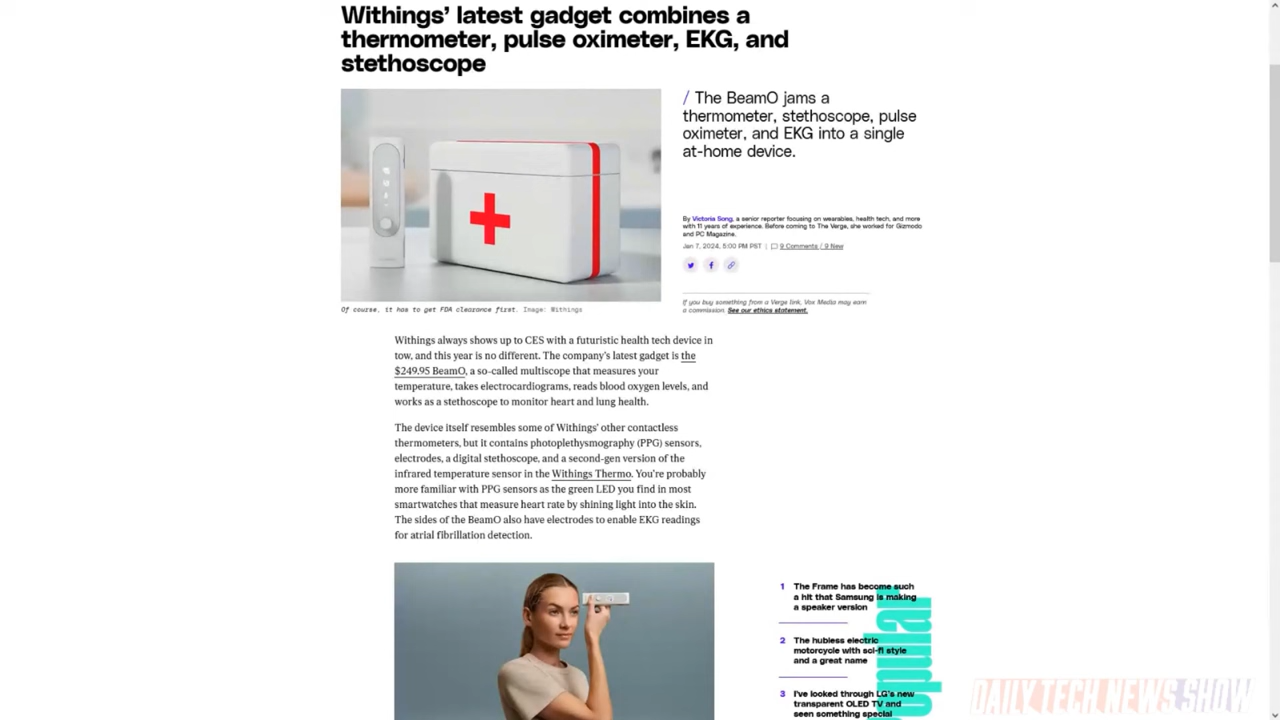 Withings’ latest gadget combines a
thermometer, pulse oximeter, EKG, and
stethoscope
/ The BeamO jams a
thermometer, stethoscope, pulse
oximeter, and EKG into a single
at-home device.
By Victoria Song, a senior reporter focusing on wearables, health tech, and more
with 11 years of experience. Before coming to The Verge, she worked for Gizmodo
and PC Magazine.
Jan 7, 2024, 5:00 PM PST | 9 Comments / 9 New
If you buy something from a Verge link, Vox Media may earn
a commission. See our ethics statement.
Of course, it has to get FDA clearance first. Image: Withings
Withings always shows up to CES with a futuristic health tech device in
tow, and this year is no different. The company’s latest gadget is the
$249.95 BeamO, a so-called multiscope that measures your
temperature, takes electrocardiograms, reads blood oxygen levels, and
works as a stethoscope to monitor heart and lung health.
The device itself resembles some of Withings’ other contactless
thermometers, but it contains photoplethysmography (PPG) sensors,
electrodes, a digital stethoscope, and a second-gen version of the
infrared temperature sensor in the Withings Thermo. You’re probably
more familiar with PPG sensors as the green LED you find in most
smartwatches that measure heart rate by shining light into the skin.
The sides of the BeamO also have electrodes to enable EKG readings
for atrial fibrillation detection.
1 The Frame has become such
a hit that Samsung is making
a speaker version
2 The hubless electric
motorcycle with sci-fi style
and a great name
3 I’ve looked through LG’s new
transparent OLED TV and
seen something special
opular
DAILY TECH NEWS SHOW